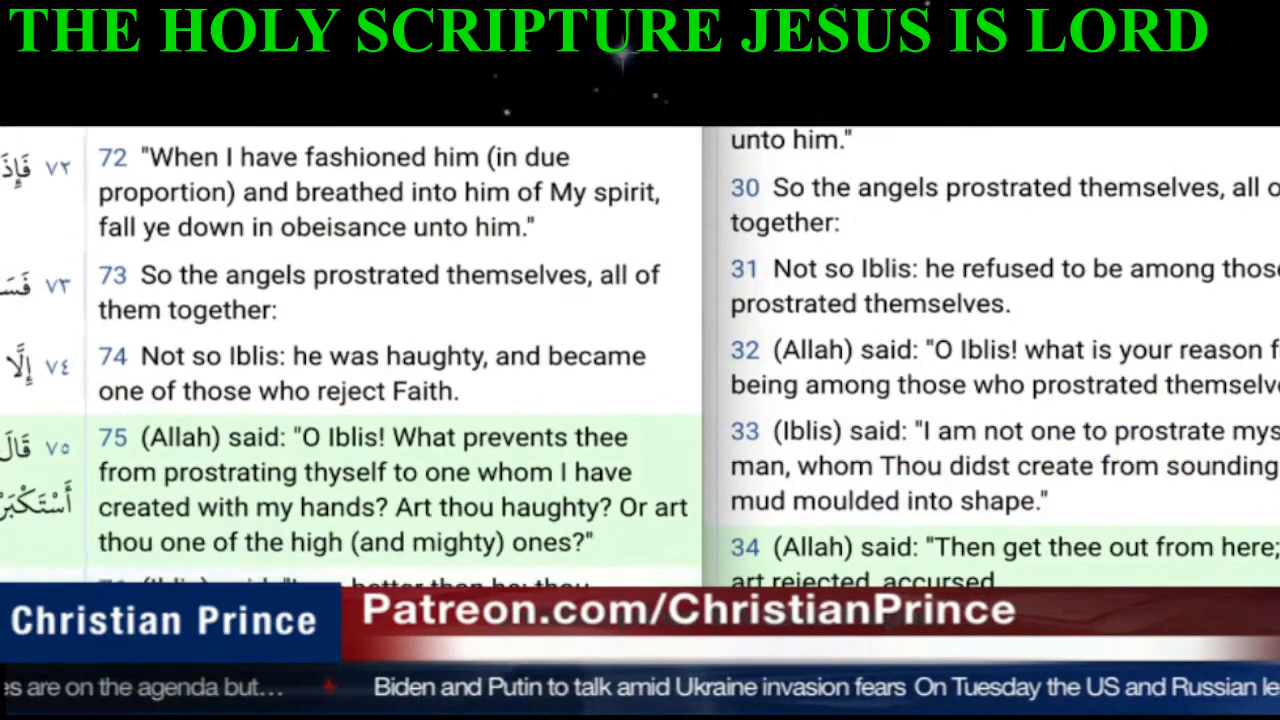 THE HOLY SCRIPTURE JESUS IS LORD
٧٢ 72 "When I have fashioned him (in due
proportion) and breathed into him of My spirit,
fall ye down in obeisance unto him."
٧٣ 73 So the angels prostrated themselves, all of
them together:
إِلَّا ٧٤ 74 Not so Iblis: he was haughty, and became
one of those who reject Faith.
٧٥ 75 (Allah) said: "O Iblis! What prevents thee
from prostrating thyself to one whom I have
created with my hands? Art thou haughty? Or art
thou one of the high (and mighty) ones?"
unto him."
30 So the angels prostrated themselves, all
together:
31 Not so Iblis: he refused to be among
prostrated themselves.
32 (Allah) said: "O Iblis! what is your reason
being among those who prostrated
33 (Iblis) said: "I am not one to prostrate
man, whom Thou didst create from sounding
mud moulded into shape."
34 (Allah) said: "Then get thee out from here;
art rejected, accursed
Christian Prince
Patreon.com/ChristianPrince
are on the agenda but... Biden and Putin to talk amid Ukraine invasion fears On Tuesday the US and Russian